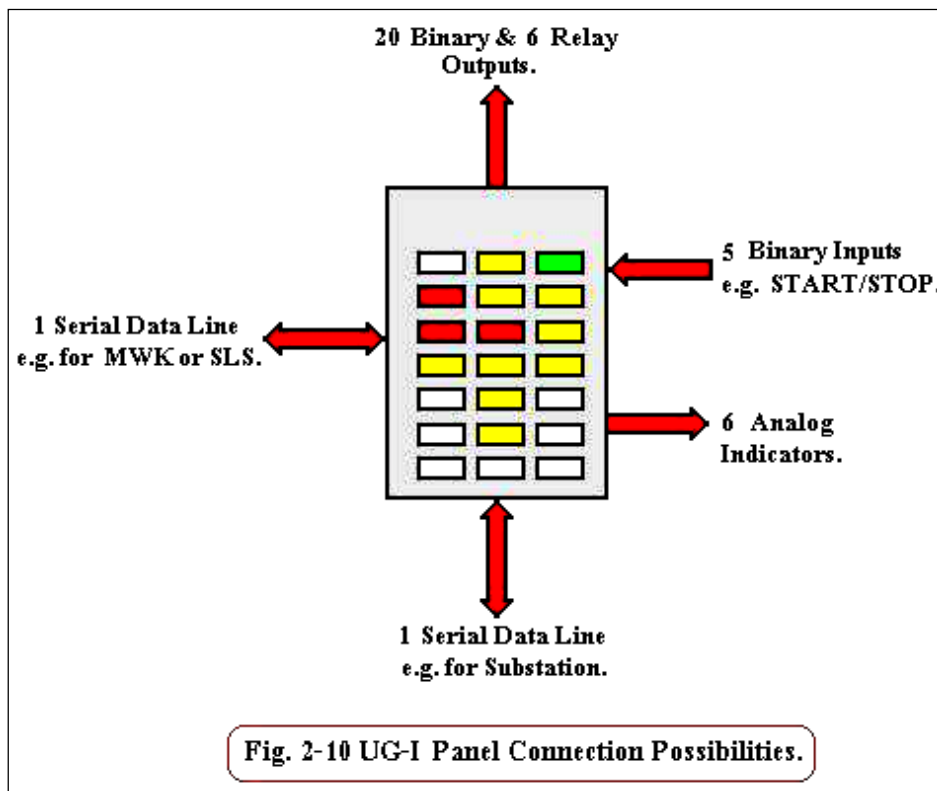 20 Binary & 6 Relay
Outputs.
5 Binary Inputs
e.g. START/STOP.
1 Serial Data Line
e.g. for MWK or SLS.
6 Analog
Indicators.
1 Serial Data Line
e.g. for Substation.
Fig. 2-10 UG-I Panel Connection Possibilities.